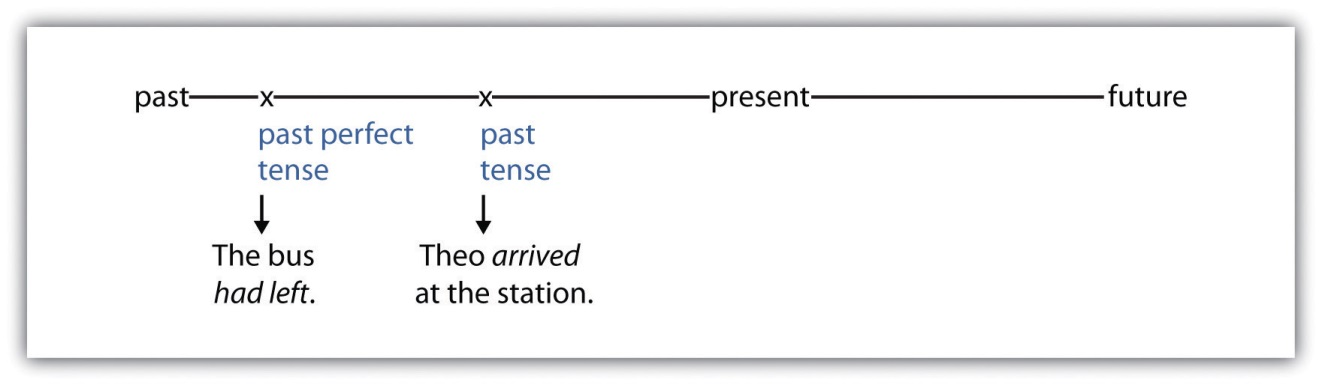 past x x present future
past perfect past
tense tense
The bus Theo arrived
had left. at the station.